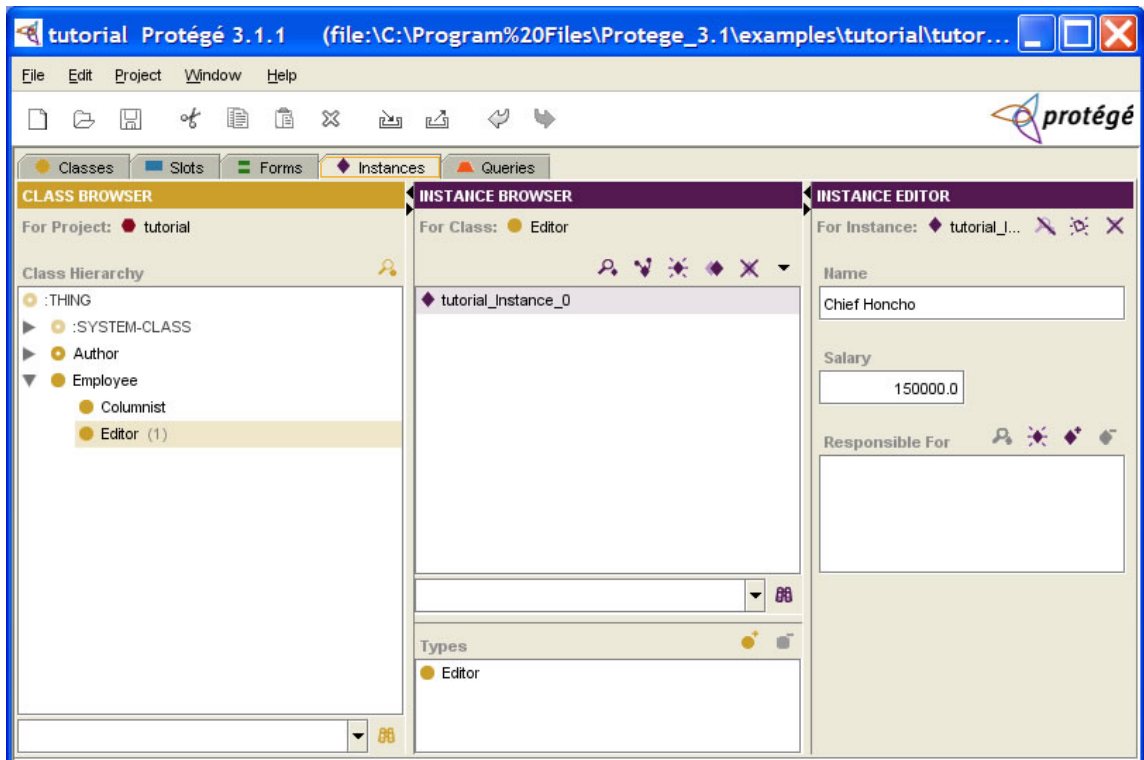 tutorial Protégé 3.1.1 (file:\C:\Program%20Files\Protege_3.1\examples\tutorial\tutor...
File Edit Project Window Help
protégé
Classes Slots Forms Instances Queries
CLASS BROWSER
For Project: tutorial
Class Hierarchy
:THING
:SYSTEM-CLASS
Author
Employee
Columnist
Editor (1)
INSTANCE BROWSER
For Class: Editor
tutorial_Instance_0
Types
Editor
INSTANCE EDITOR
For Instance: tutorial_I...
Name
Chief Honcho
Salary
150000.0
Responsible For